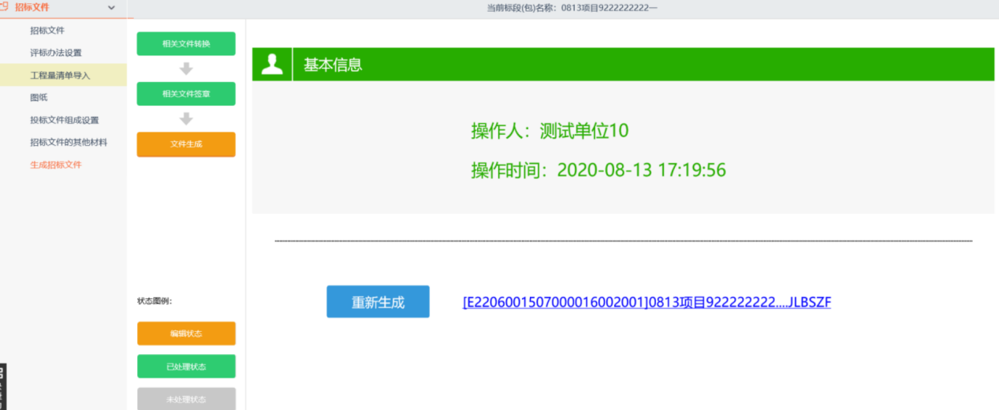 招标文件
当前标段(包)名称：0813项目9222222222一
招标文件
评标办法设置
工程量清单导入
图纸
投标文件组成设置
招标文件的其他材料
生成招标文件
相关文件转换
相关文件签章
文件生成
状态图例：
编辑状态
已处理状态
未处理状态
基本信息
操作人：测试单位10
操作时间：2020-08-13 17:19:56
重新生成
[E2206001507000016002001]0813项目922222222....JLBSZF